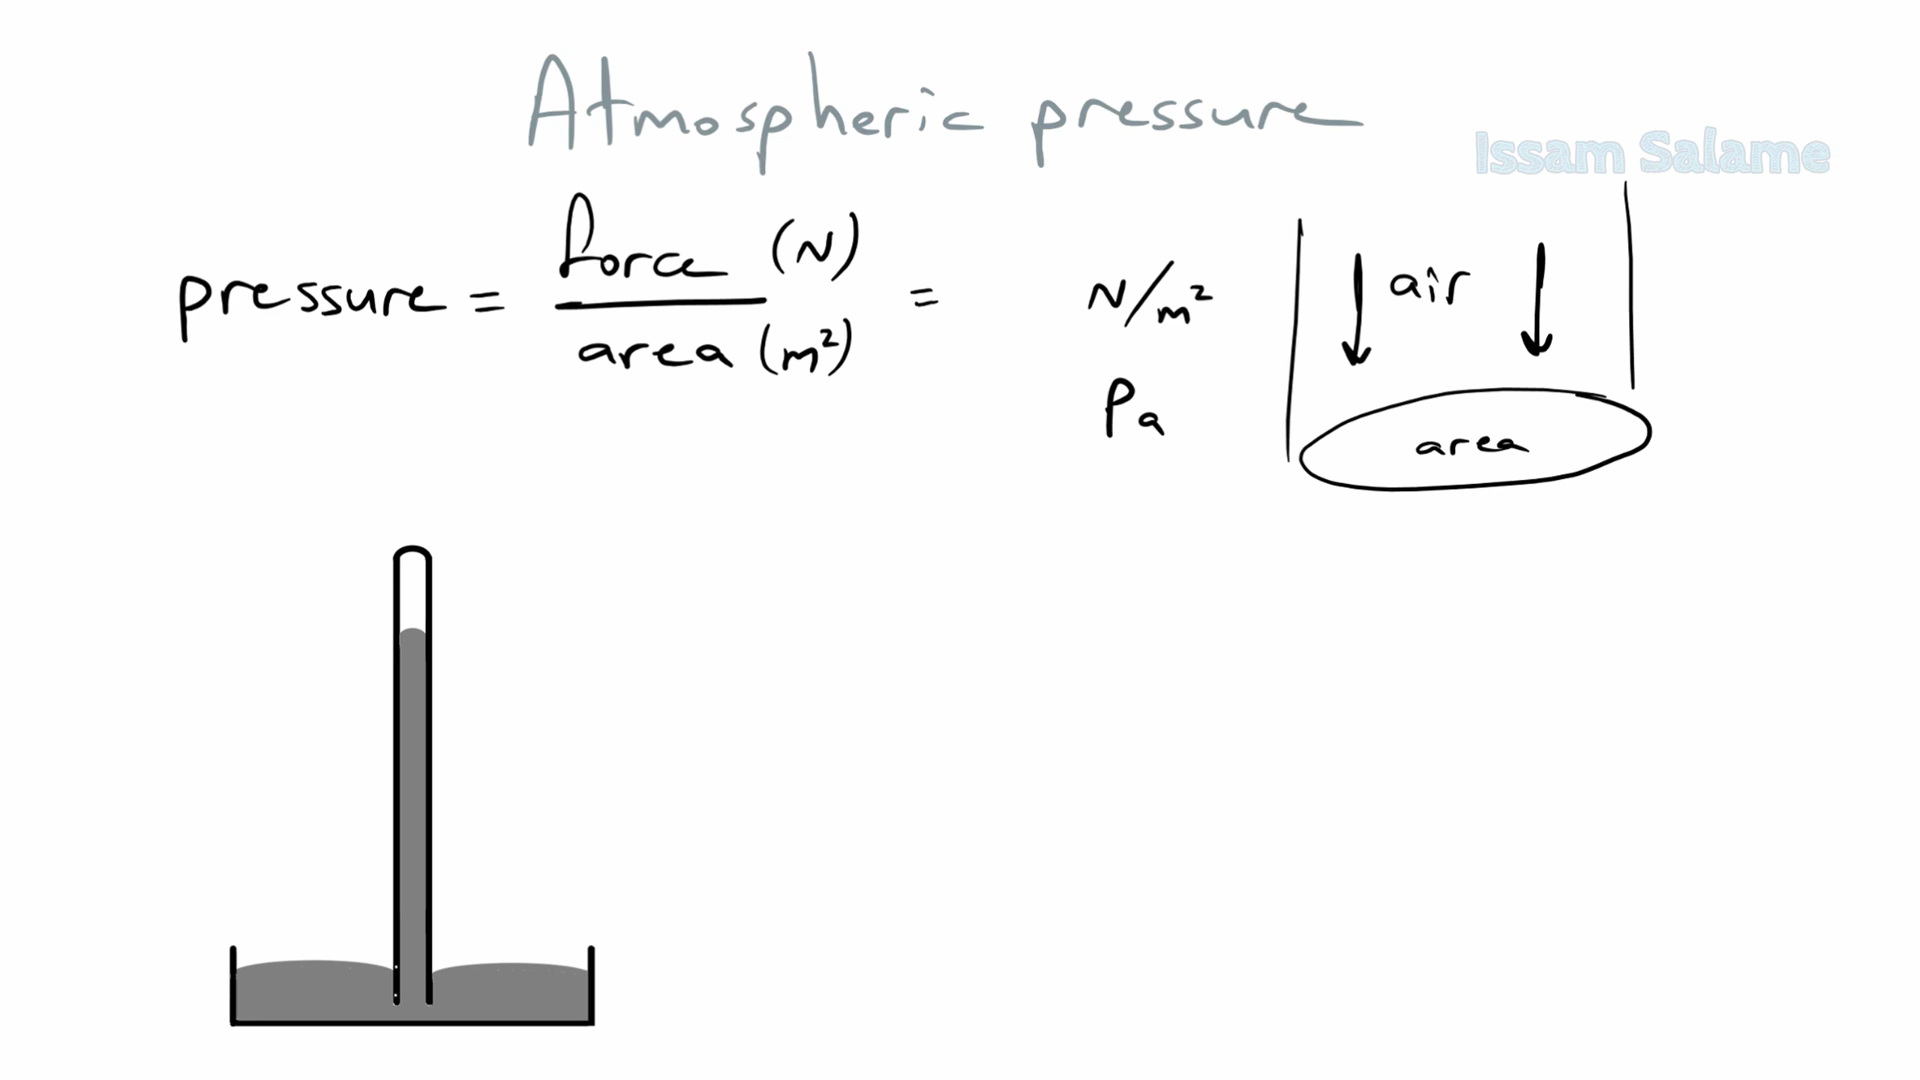 Atmospheric pressure
Issam Salame
pressure = force (N) / area (m²) = N/m²
Pa
air
area